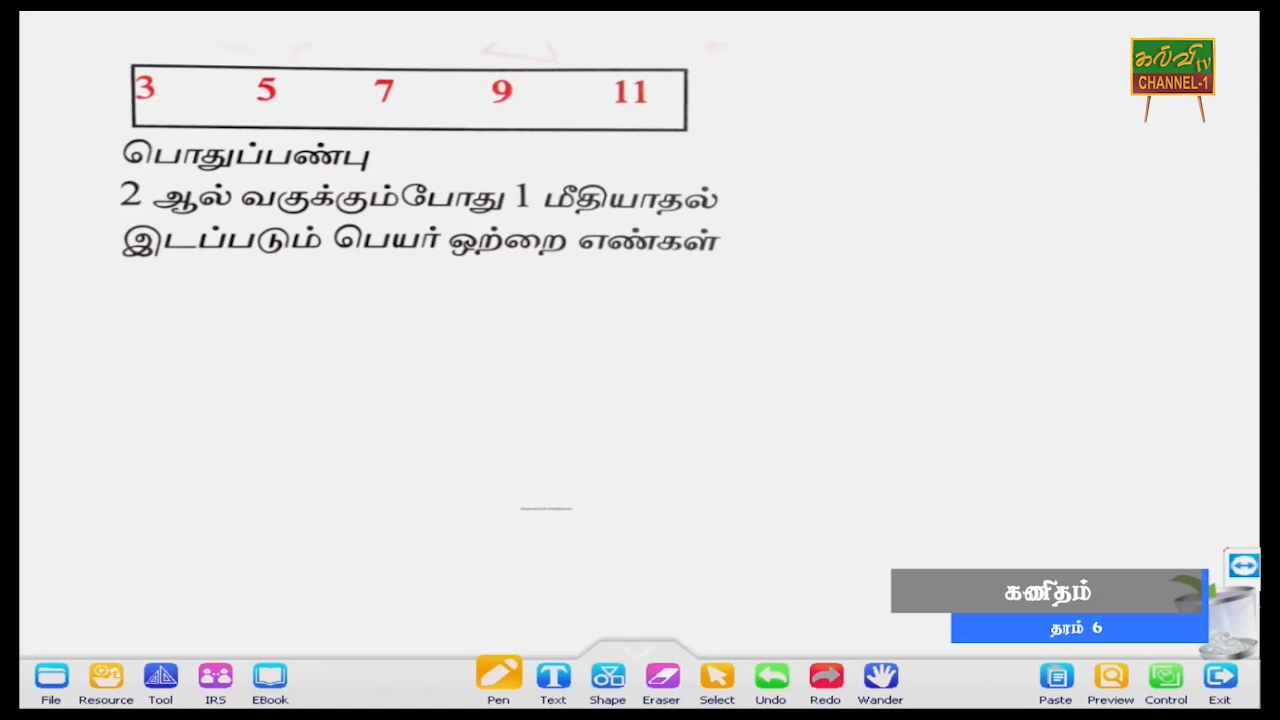 கல்வி TV
CHANNEL-1
3 5 7 9 11
பொதுப்பண்பு
2 ஆல் வகுக்கும்போது 1 மீதியாதல்
இடப்படும் பெயர் ஒற்றை எண்கள்
கணிதம்
தரம் 6
File Resource Tool IRS EBook Pen Text Shape Eraser Select Undo Redo Wander Paste Preview Control Exit